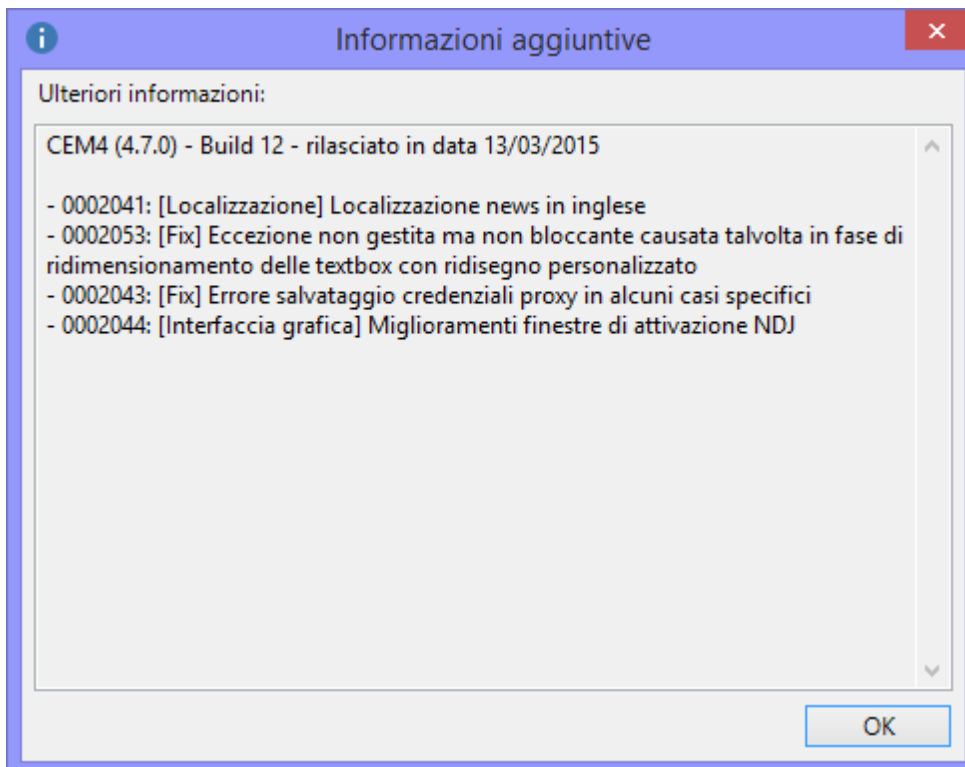 Informazioni aggiuntive
Ulteriori informazioni:
CEM4 (4.7.0) - Build 12 - rilasciato in data 13/03/2015
- 0002041: [Localizzazione] Localizzazione news in inglese
- 0002053: [Fix] Eccezione non gestita ma non bloccante causata talvolta in fase di
ridimensionamento delle textbox con ridisegno personalizzato
- 0002043: [Fix] Errore salvataggio credenziali proxy in alcuni casi specifici
- 0002044: [Interfaccia grafica] Miglioramenti finestre di attivazione NDJ
OK